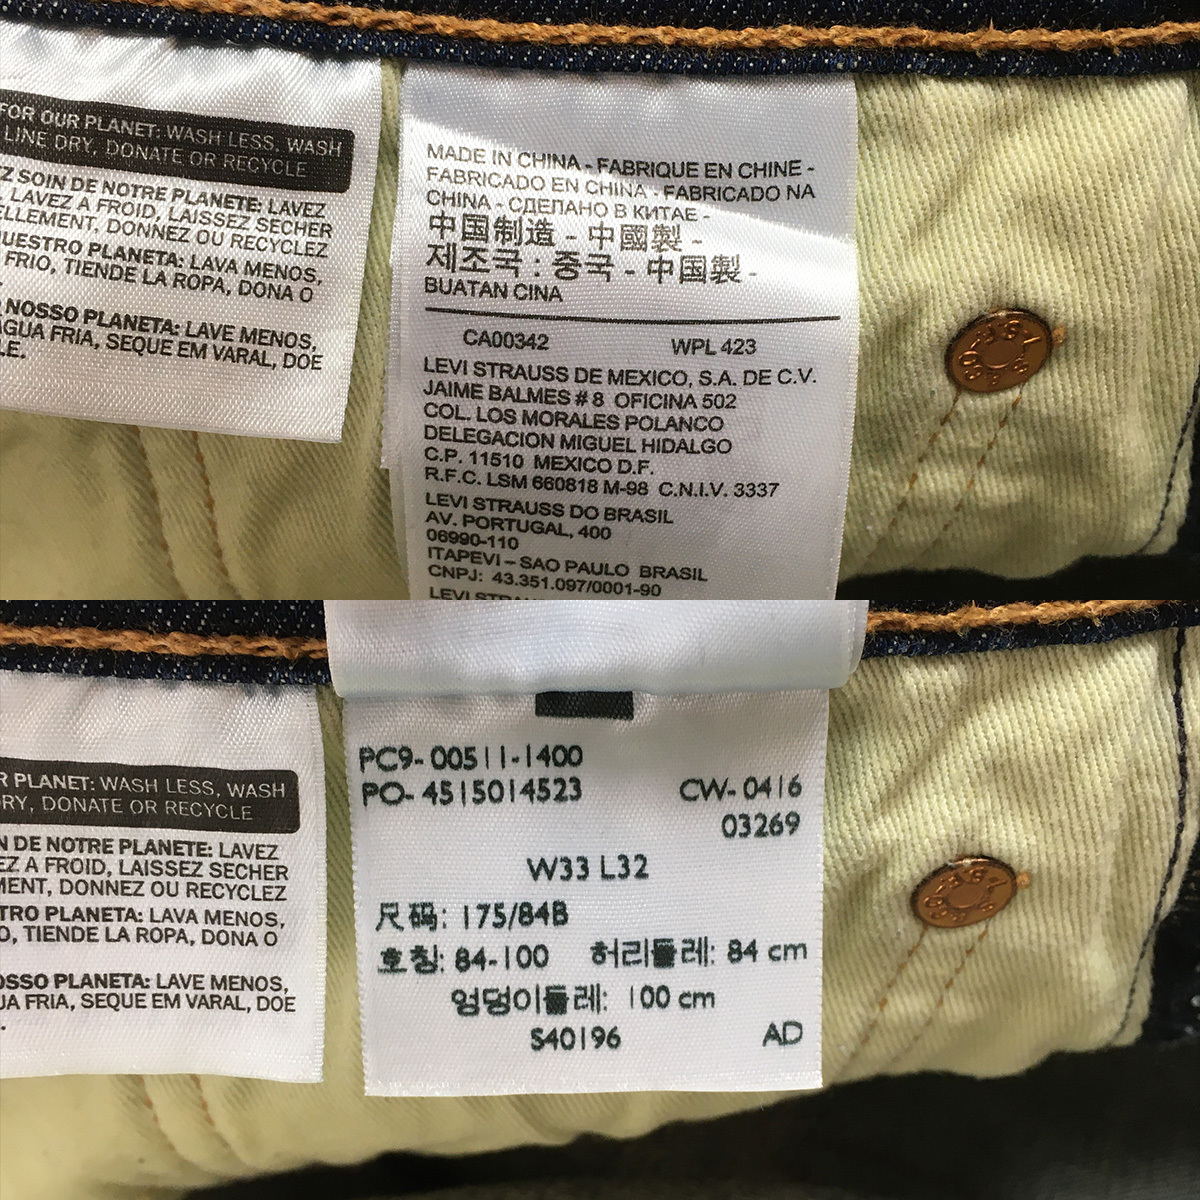 FOR OUR PLANET: WASH LESS, WASH
LINE DRY, DONATE OR RECYCLE
Z SOIN DE NOTRE PLANETE: LAVEZ
LAVEZ A FROID, LAISSEZ SECHER
ELLEMENT, DONNEZ OU RECYCLEZ
NUESTRO PLANETA: LAVA MENOS,
FRIO, TIENDE LA ROPA, DONA O
NOSSO PLANETA: LAVE MENOS,
AGUA FRIA, SEQUE EM VARAL, DOE
LE.
MADE IN CHINA - FABRIQUE EN CHINE -
FABRICADO EN CHINA - FABRICADO NA
CHINA - СДЕЛАНО В КИТАЕ -
中国制造 - 中國製 -
제조국 : 중국 - 中国製 -
BUATAN CINA
CA00342 WPL 423
LEVI STRAUSS DE MEXICO, S.A. DE C.V.
JAIME BALMES # 8 OFICINA 502
COL. LOS MORALES POLANCO
DELEGACION MIGUEL HIDALGO
C.P. 11510 MEXICO D.F.
R.F.C. LSM 660818 M-98 C.N.I.V. 3337
LEVI STRAUSS DO BRASIL
AV. PORTUGAL, 400
06990-110
ITAPEVI – SAO PAULO BRASIL
CNPJ: 43.351.097/0001-90
LEVI STRAU
L.S. & CO. S.F.
R PLANET: WASH LESS, WASH
DRY, DONATE OR RECYCLE
N DE NOTRE PLANETE: LAVEZ
EZ A FROID, LAISSEZ SECHER
MENT, DONNEZ OU RECYCLEZ
TRO PLANETA: LAVA MENOS,
O, TIENDE LA ROPA, DONA O
OSSO PLANETA: LAVE MENOS,
UA FRIA, SEQUE EM VARAL, DOE
PC9-00511-1400
PO-4515014523 CW-0416
03269
W33 L32
尺码: 175/84B
호칭: 84-100 허리둘레: 84 cm
엉덩이둘레: 100 cm
S40196 AD